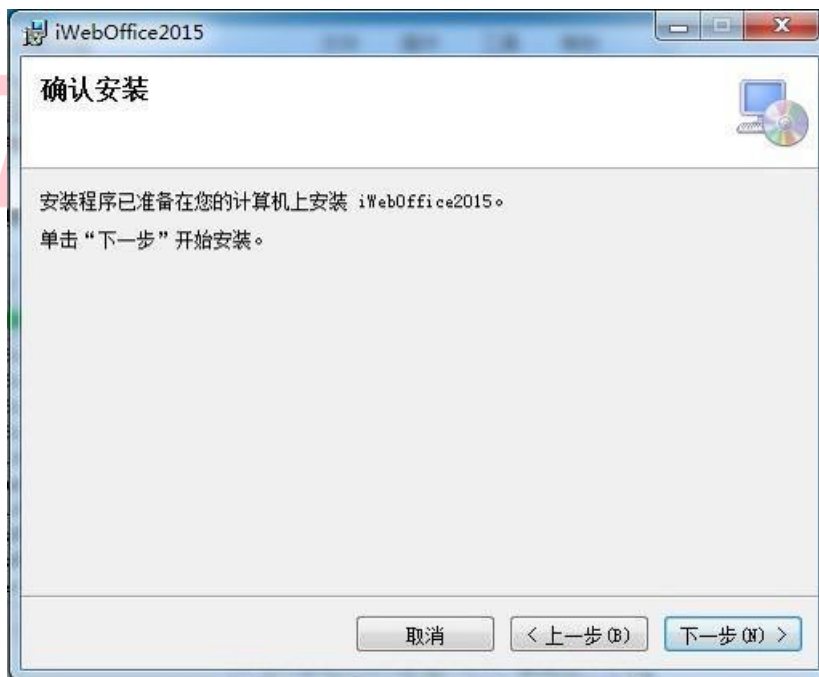 iWebOffice2015
确认安装
安装程序已准备在您的计算机上安装 iWebOffice2015。
单击“下一步”开始安装。
取消
< 上一步(B)
下一步(N) >